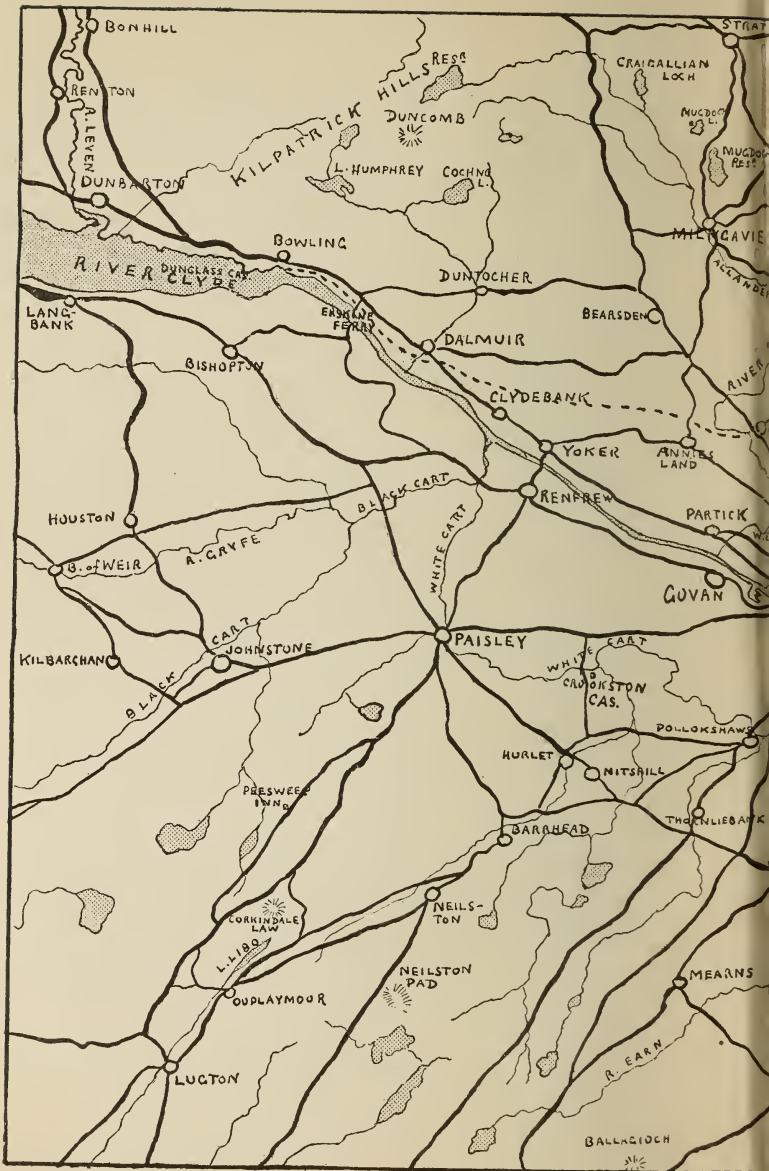 BONHILL
STRAT
RENTON
R. LEVEN
KILPATRICK HILLS
RESR.
CRAIGALLIAN
LOCH
DUNCOMB
MUGDOCK
L.
MUGDOC
RESR.
L. HUMPHREY
COCHNO
L.
DUNBARTON
MILNGAVIE
ALLANDER
BOWLING
RIVER CLYDE
DUNGLASS CAS.
DUNTOCHER
LANG-
BANK
ERSKINE
FERRY
BEARSDEN
DALMUIR
BISHOPTON
RIVER
CLYDEBANK
YOKER
ANNIES
LAND
RENFREW
BLACK CART
HOUSTON
WHITE CART
PARTICK
R. GRYFE
B. of WEIR
GOVAN
BLACK CART
JOHNSTONE
PAISLEY
WHITE CART
KILBARCHAN
CROOKSTON
CAS.
POLLOKSHAWS
HURLET
NITSHILL
PEESWEEP
INN
THORNLIEBANK
BARRHEAD
NEILS-
TON
CORKINDALE
LAW
L. LIBO
NEILSTON
PAD
MEARNS
OUPLAYMOOR
R. EARN
LUGTON
BALLAGIOCH